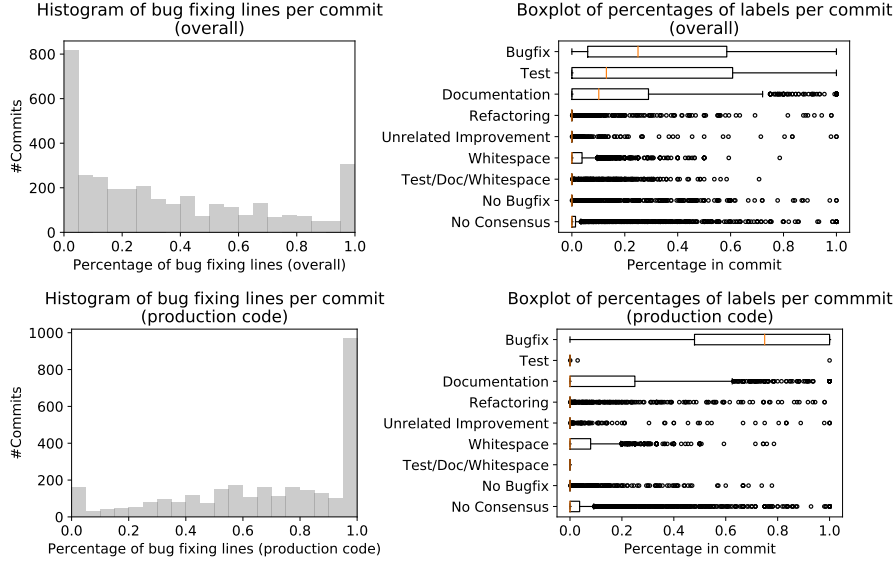 Histogram of bug fixing lines per commit
(overall)
#Commits
800
600
400
200
0
0.0 0.2 0.4 0.6 0.8 1.0
Percentage of bug fixing lines (overall)
Boxplot of percentages of labels per commit
(overall)
Bugfix
Test
Documentation
Refactoring
Unrelated Improvement
Whitespace
Test/Doc/Whitespace
No Bugfix
No Consensus
0.0 0.2 0.4 0.6 0.8 1.0
Percentage in commit
Histogram of bug fixing lines per commit
(production code)
#Commits
1000
800
600
400
200
0
0.0 0.2 0.4 0.6 0.8 1.0
Percentage of bug fixing lines (production code)
Boxplot of percentages of labels per commmit
(production code)
Bugfix
Test
Documentation
Refactoring
Unrelated Improvement
Whitespace
Test/Doc/Whitespace
No Bugfix
No Consensus
0.0 0.2 0.4 0.6 0.8 1.0
Percentage in commit